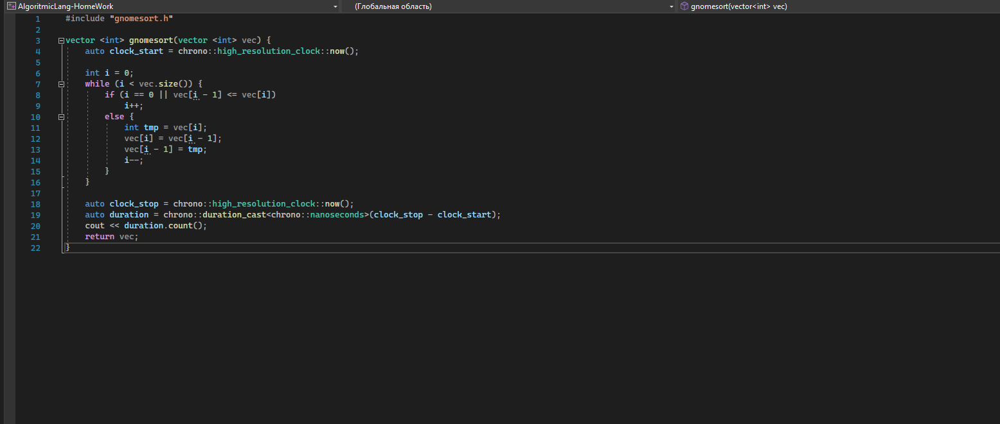 AlgoritmicLang-HomeWork (Глобальная область) gnomesort(vector<int> vec)
1 #include "gnomesort.h"
2
3 vector <int> gnomesort(vector <int> vec) {
4     auto clock_start = chrono::high_resolution_clock::now();
5
6     int i = 0;
7     while (i < vec.size()) {
8         if (i == 0 || vec[i - 1] <= vec[i])
9             i++;
10         else {
11             int tmp = vec[i];
12             vec[i] = vec[i - 1];
13             vec[i - 1] = tmp;
14             i--;
15         }
16     }
17
18     auto clock_stop = chrono::high_resolution_clock::now();
19     auto duration = chrono::duration_cast<chrono::nanoseconds>(clock_stop - clock_start);
20     cout << duration.count();
21     return vec;
22 }